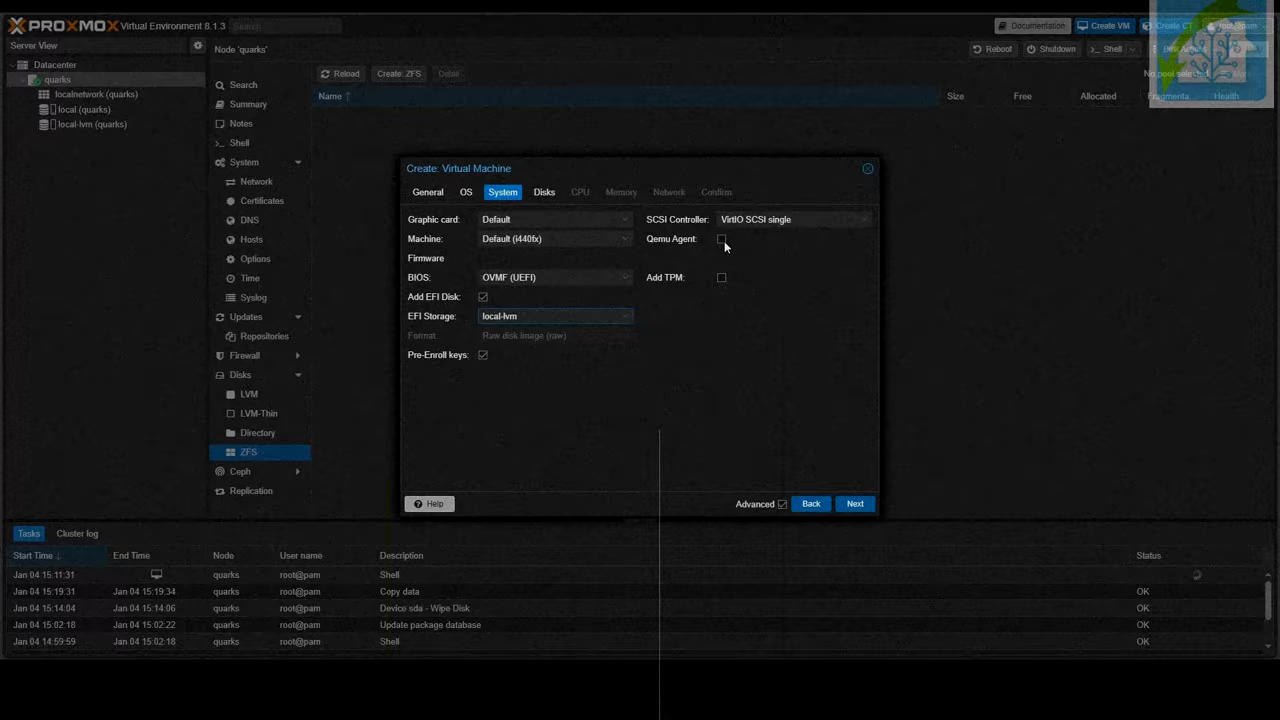 PROXMOX Virtual Environment 8.1.3 Search Documentation Create VM Create CT root@pam
Server View Node 'quarks' Reboot Shutdown Shell
Datacenter
quarks
localnetwork (quarks)
local (quarks)
local-lvm (quarks)
Search
Summary
Notes
Shell
System
Network
Certificates
DNS
Hosts
Options
Time
Syslog
Updates
Repositories
Firewall
Disks
LVM
LVM-Thin
Directory
ZFS
Ceph
Replication
Reload Create: ZFS Detail No pool selected More
Name Size Free Allocated Fragmenta Health
Create: Virtual Machine
General OS System Disks CPU Memory Network Confirm
Graphic card: Default SCSI Controller: VirtIO SCSI single
Machine: Default (i440fx) Qemu Agent:
Firmware
BIOS: OVMF (UEFI) Add TPM:
Add EFI Disk:
EFI Storage: local-lvm
Format: Raw disk image (raw)
Pre-Enroll keys:
Help Advanced Back Next
Tasks Cluster log
Start Time End Time Node User name Description Status
Jan 04 15:11:31 quarks root@pam Shell
Jan 04 15:19:31 Jan 04 15:19:34 quarks root@pam Copy data OK
Jan 04 15:14:04 Jan 04 15:14:06 quarks root@pam Device sda - Wipe Disk OK
Jan 04 15:02:18 Jan 04 15:02:22 quarks root@pam Update package database OK
Jan 04 14:59:59 Jan 04 15:02:18 quarks root@pam Shell OK